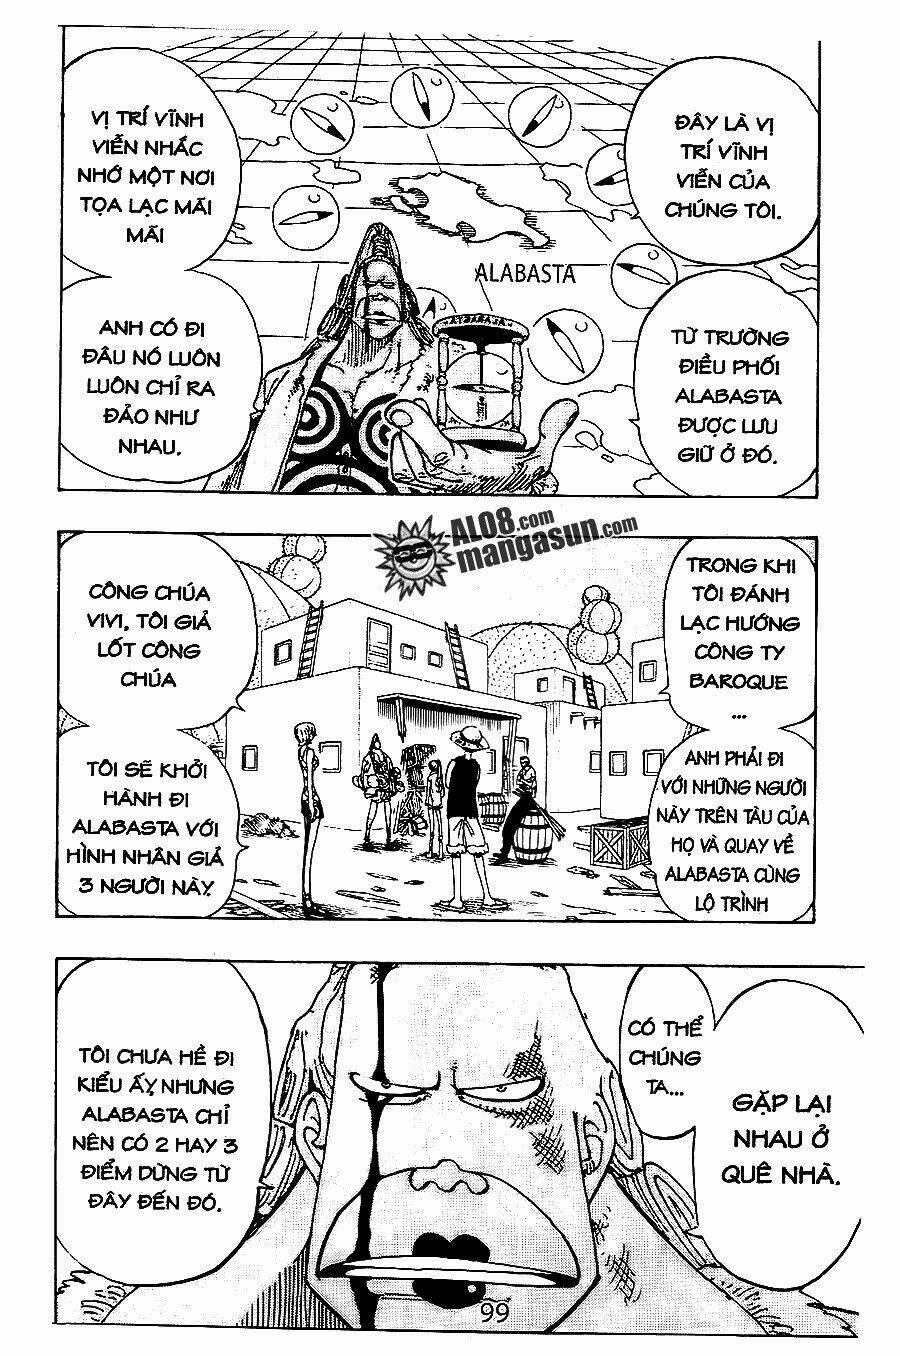 ĐÂY LÀ VỊ
TRÍ VĨNH
VIỄN CỦA
CHÚNG TÔI.
TỪ TRƯỜNG
ĐIỀU PHỐI
ALABASTA
ĐƯỢC LƯU
GIỮ Ở ĐÓ.
ALABASTA
VỊ TRÍ VĨNH
VIỄN NHẮC
NHỚ MỘT NƠI
TỌA LẠC MÃI
MÃI
ANH CÓ ĐI
ĐÂU NÓ LUÔN
LUÔN CHỈ RA
ĐẢO NHƯ
NHAU.
AL08.com
mangasun.com
TRONG KHI
TÔI ĐÁNH
LẠC HƯỚNG
CÔNG TY
BAROQUE
...
ANH PHẢI ĐI
VỚI NHỮNG NGƯỜI
NÀY TRÊN TÀU CỦA
HỌ VÀ QUAY VỀ
ALABASTA CÙNG
LỘ TRÌNH
CÔNG CHÚA
VIVI, TÔI GIẢ
LỐT CÔNG
CHÚA
TÔI SẼ KHỞI
HÀNH ĐI
ALABASTA VỚI
HÌNH NHÂN GIẢ
3 NGƯỜI NÀY.
CÓ THỂ
CHÚNG
TA...
GẶP LẠI
NHAU Ở
QUÊ NHÀ.
TÔI CHƯA HỀ ĐI
KIỂU ẤY, NHƯNG
ALABASTA CHỈ
NÊN CÓ 2 HAY 3
ĐIỂM DỪNG TỪ
ĐÂY ĐẾN ĐÓ.
99